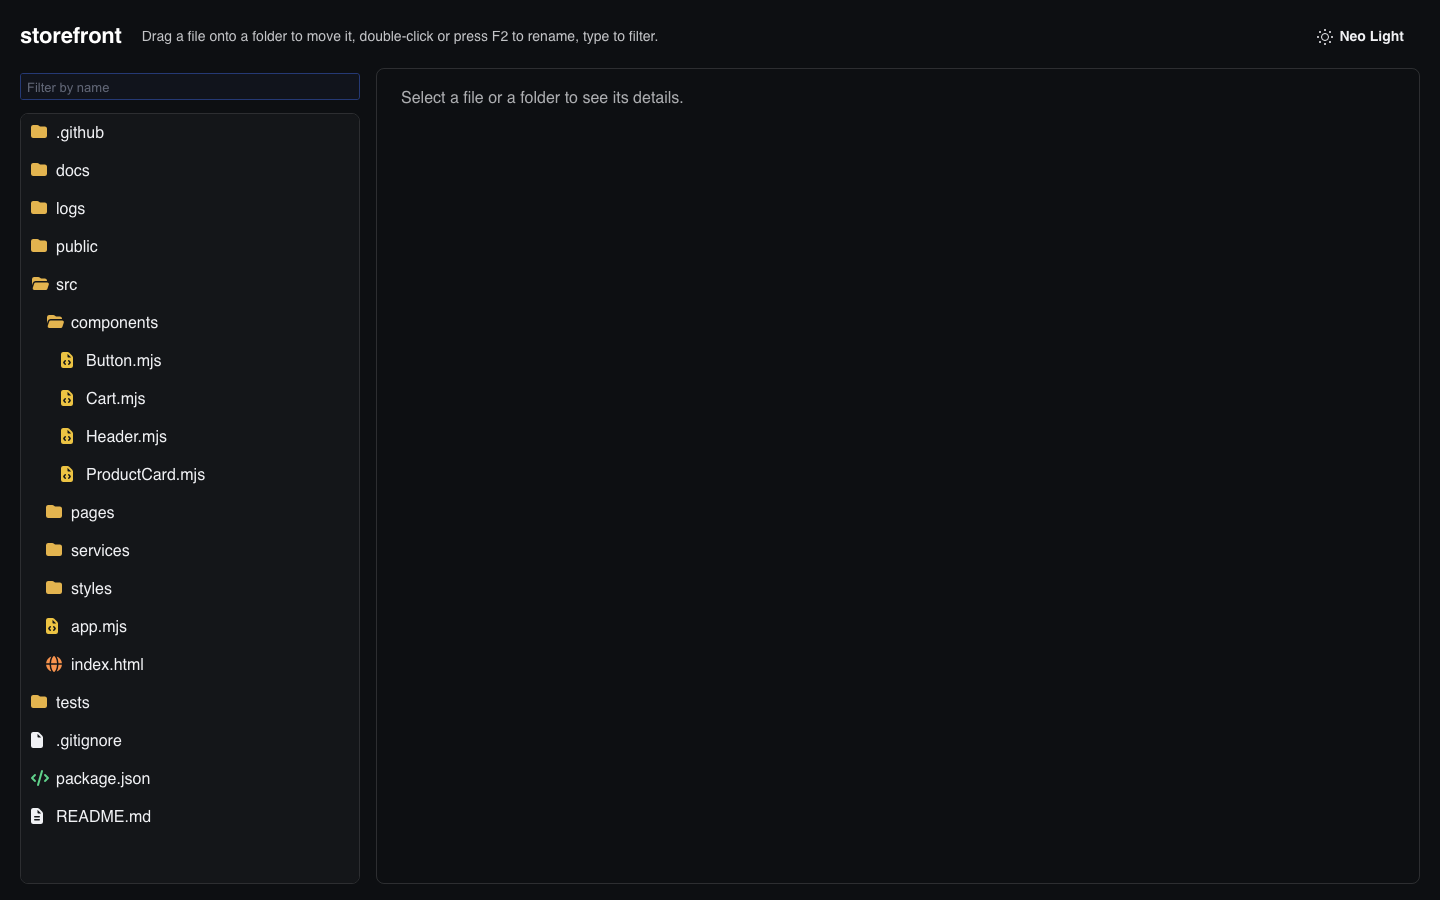 storefront
Drag a file onto a folder to move it, double-click or press F2 to rename, type to filter.
Neo Light
Filter by name
Select a file or a folder to see its details.
.github
docs
logs
public
src
components
Button.mjs
Cart.mjs
Header.mjs
ProductCard.mjs
pages
services
styles
app.mjs
index.html
tests
.gitignore
package.json
README.md